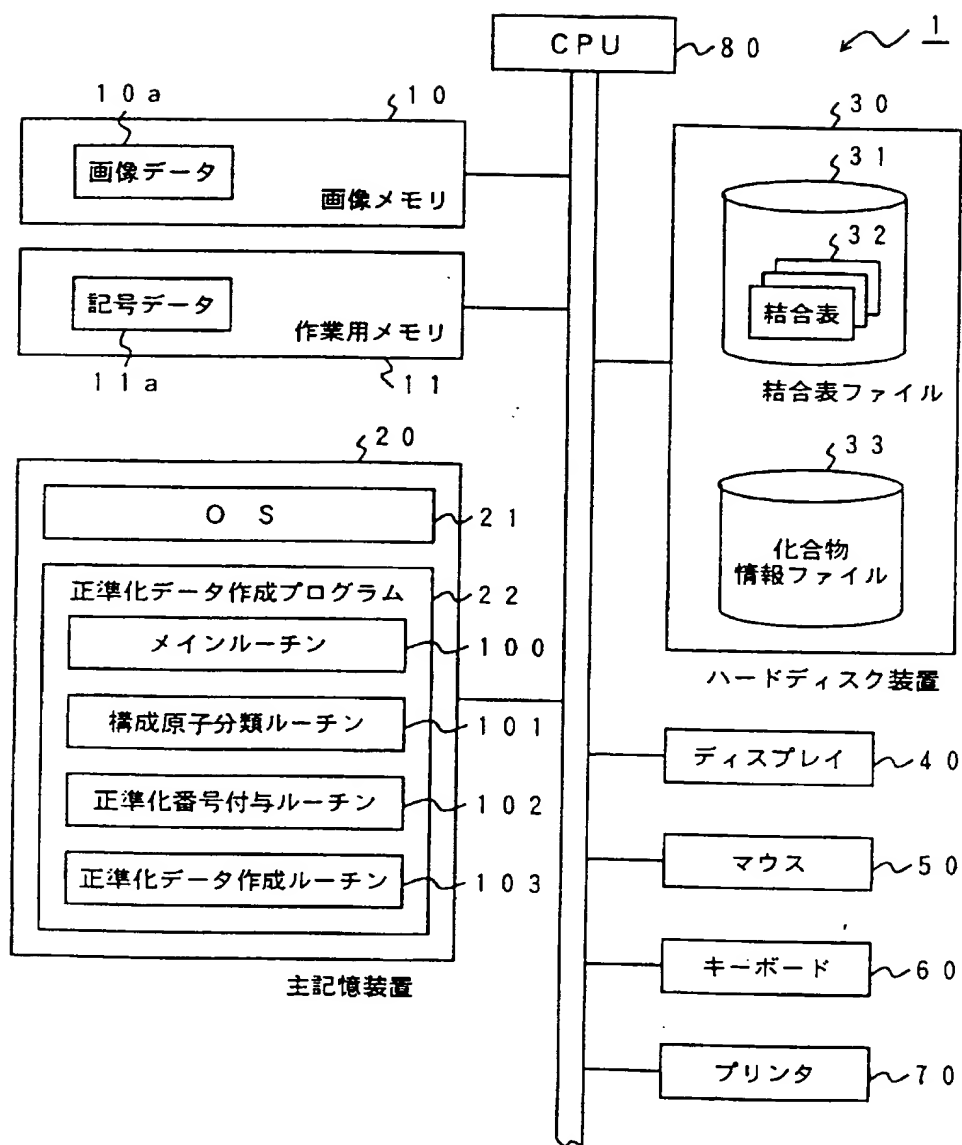 1
CPU
80
10a
10
画像データ
画像メモリ
記号データ
作業用メモリ
11a
11
20
OS
21
正準化データ作成プログラム
22
メインルーチン
100
構成原子分類ルーチン
101
正準化番号付与ルーチン
102
正準化データ作成ルーチン
103
主記憶装置
30
31
32
結合表
結合表ファイル
33
化合物
情報ファイル
ハードディスク装置
ディスプレイ
40
マウス
50
キーボード
60
プリンタ
70